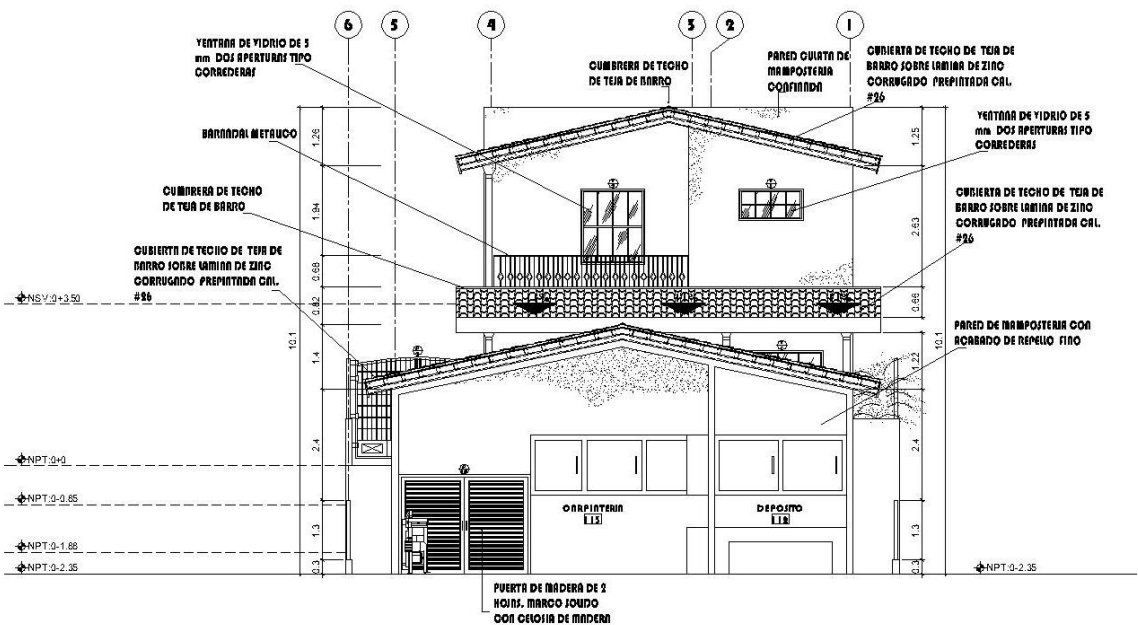 6 5 4 3 2 1
VENTANA DE VIDRIO DE 5
mm DOS APERTURAS TIPO
CORREDERAS
CUMBRERA DE TECHO
DE TEJA DE BARRO
PARED CULATA DE
MAMPOSTERIA
CONFINADA
CUBIERTA DE TECHO DE TEJA DE
BARRO SOBRE LAMINA DE ZINC
CORRUGADO PREPINTADA CAL.
#26
VENTANA DE VIDRIO DE 5
mm DOS APERTURAS TIPO
CORREDERAS
BARANDAL METALICO
CUMBRERA DE TECHO
DE TEJA DE BARRO
CUBIERTA DE TECHO DE TEJA DE
BARRO SOBRE LAMINA DE ZINC
CORRUGADO PREPINTADA CAL.
#26
CUBIERTA DE TECHO DE TEJA DE
BARRO SOBRE LAMINA DE ZINC
CORRUGADO PREPINTADA CAL.
#26
PARED DE MAMPOSTERIA CON
ACABADO DE REPELLO FINO
1.26
1.94
0.68
0.82
1.4
2.4
1.3
0.3
10.1
1.25
2.63
0.66
1.22
2.4
1.3
0.3
10.1
NSV:0+3.50
NPT:0+0
NPT:0-0.85
NPT:0-1.86
NPT:0-2.35
NPT:0-2.35
CARPINTERIA
115
DEPOSITO
112
PUERTA DE MADERA DE 2
HOJAS, MARCO SOLIDO
CON CELOSIA DE MADERA